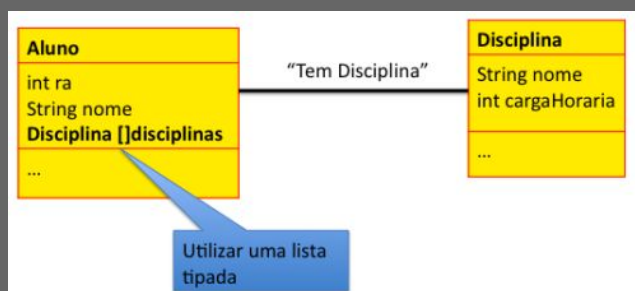 Aluno
int ra
String nome
Disciplina []disciplinas
...
"Tem Disciplina"
Disciplina
String nome
int cargaHoraria
...
Utilizar uma lista
tipada